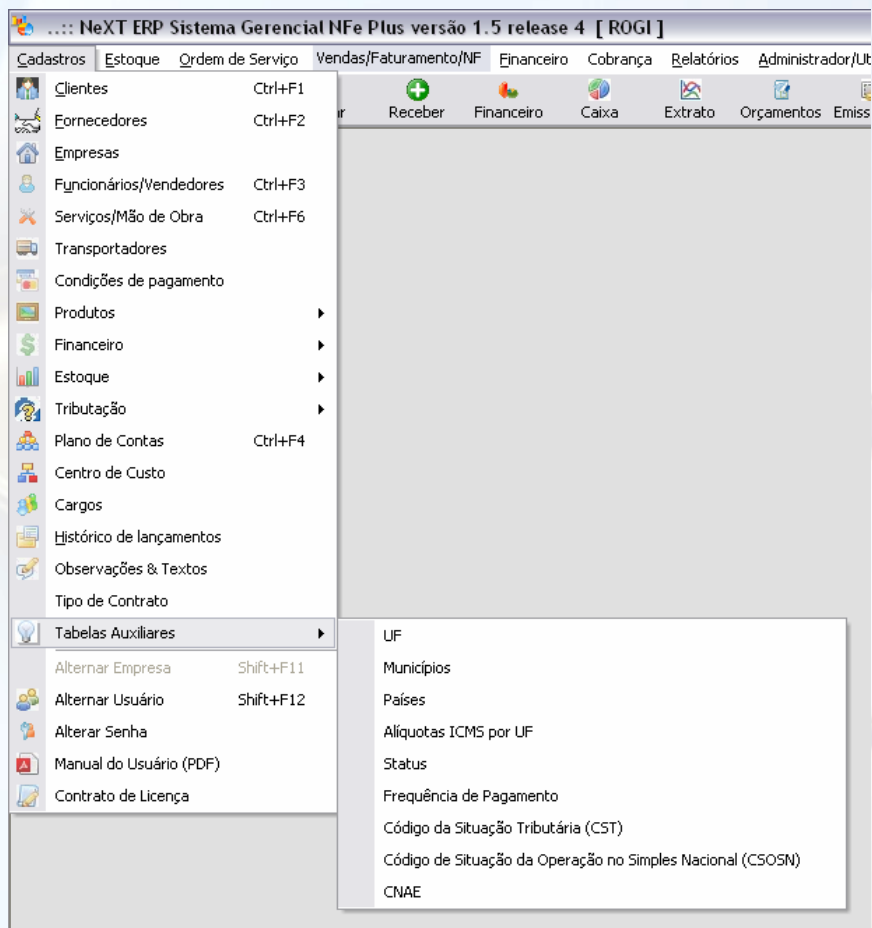 ..:: NeXT ERP Sistema Gerencial NFe Plus versão 1.5 release 4 [ ROGI ]
Cadastros Estoque Ordem de Serviço Vendas/Faturamento/NF Financeiro Cobrança Relatórios Administrador/Ut
Receber Financeiro Caixa Extrato Orçamentos Emiss
Clientes Ctrl+F1
Fornecedores Ctrl+F2
Empresas
Funcionários/Vendedores Ctrl+F3
Serviços/Mão de Obra Ctrl+F6
Transportadores
Condições de pagamento
Produtos
Financeiro
Estoque
Tributação
Plano de Contas Ctrl+F4
Centro de Custo
Cargos
Histórico de lançamentos
Observações & Textos
Tipo de Contrato
Tabelas Auxiliares
Alternar Empresa Shift+F11
Alternar Usuário Shift+F12
Alterar Senha
Manual do Usuário (PDF)
Contrato de Licença
UF
Municípios
Países
Alíquotas ICMS por UF
Status
Frequência de Pagamento
Código da Situação Tributária (CST)
Código de Situação da Operação no Simples Nacional (CSOSN)
CNAE